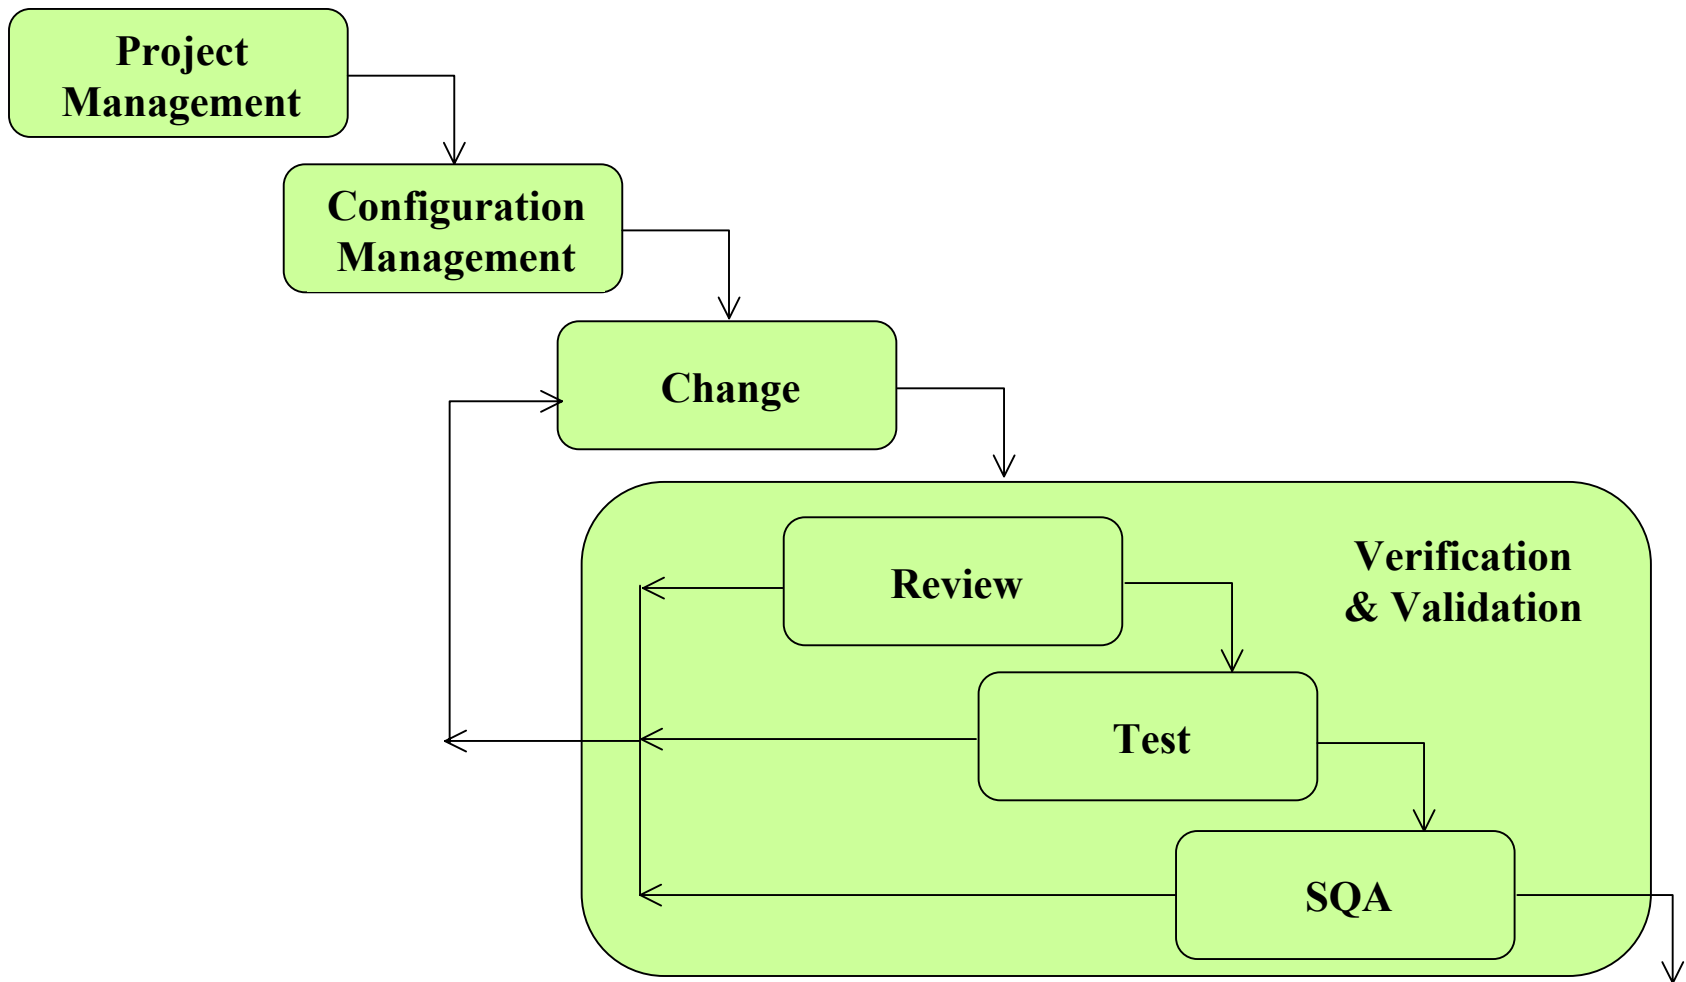 Project
Management
Configuration
Management
Change
Review
Verification
& Validation
Test
SQA